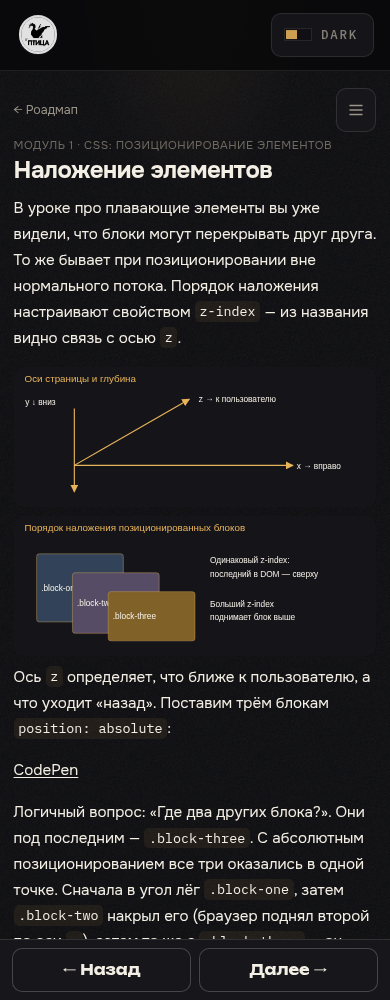 ПТИЦА
DARK
← Роадмап
МОДУЛЬ 1 · CSS: ПОЗИЦИОНИРОВАНИЕ ЭЛЕМЕНТОВ
Наложение элементов
В уроке про плавающие элементы вы уже
видели, что блоки могут перекрывать друг друга.
То же бывает при позиционировании вне
нормального потока. Порядок наложения
настраивают свойством z-index — из названия
видно связь с осью z.
Оси страницы и глубина
y ↓ вниз
z → к пользователю
x → вправо
Порядок наложения позиционированных блоков
.block-on
.block-tw
.block-three
Одинаковый z-index:
последний в DOM — сверху
Больший z-index
поднимает блок выше
Ось z определяет, что ближе к пользователю, а
что уходит «назад». Поставим трём блокам
position: absolute:
CodePen
Логичный вопрос: «Где два других блока?». Они
под последним — .block-three. С абсолютным
позиционированием все три оказались в одной
точке. Сначала в угол лёг .block-one, затем
.block-two накрыл его (браузер поднял второй
← Назад
Далее →